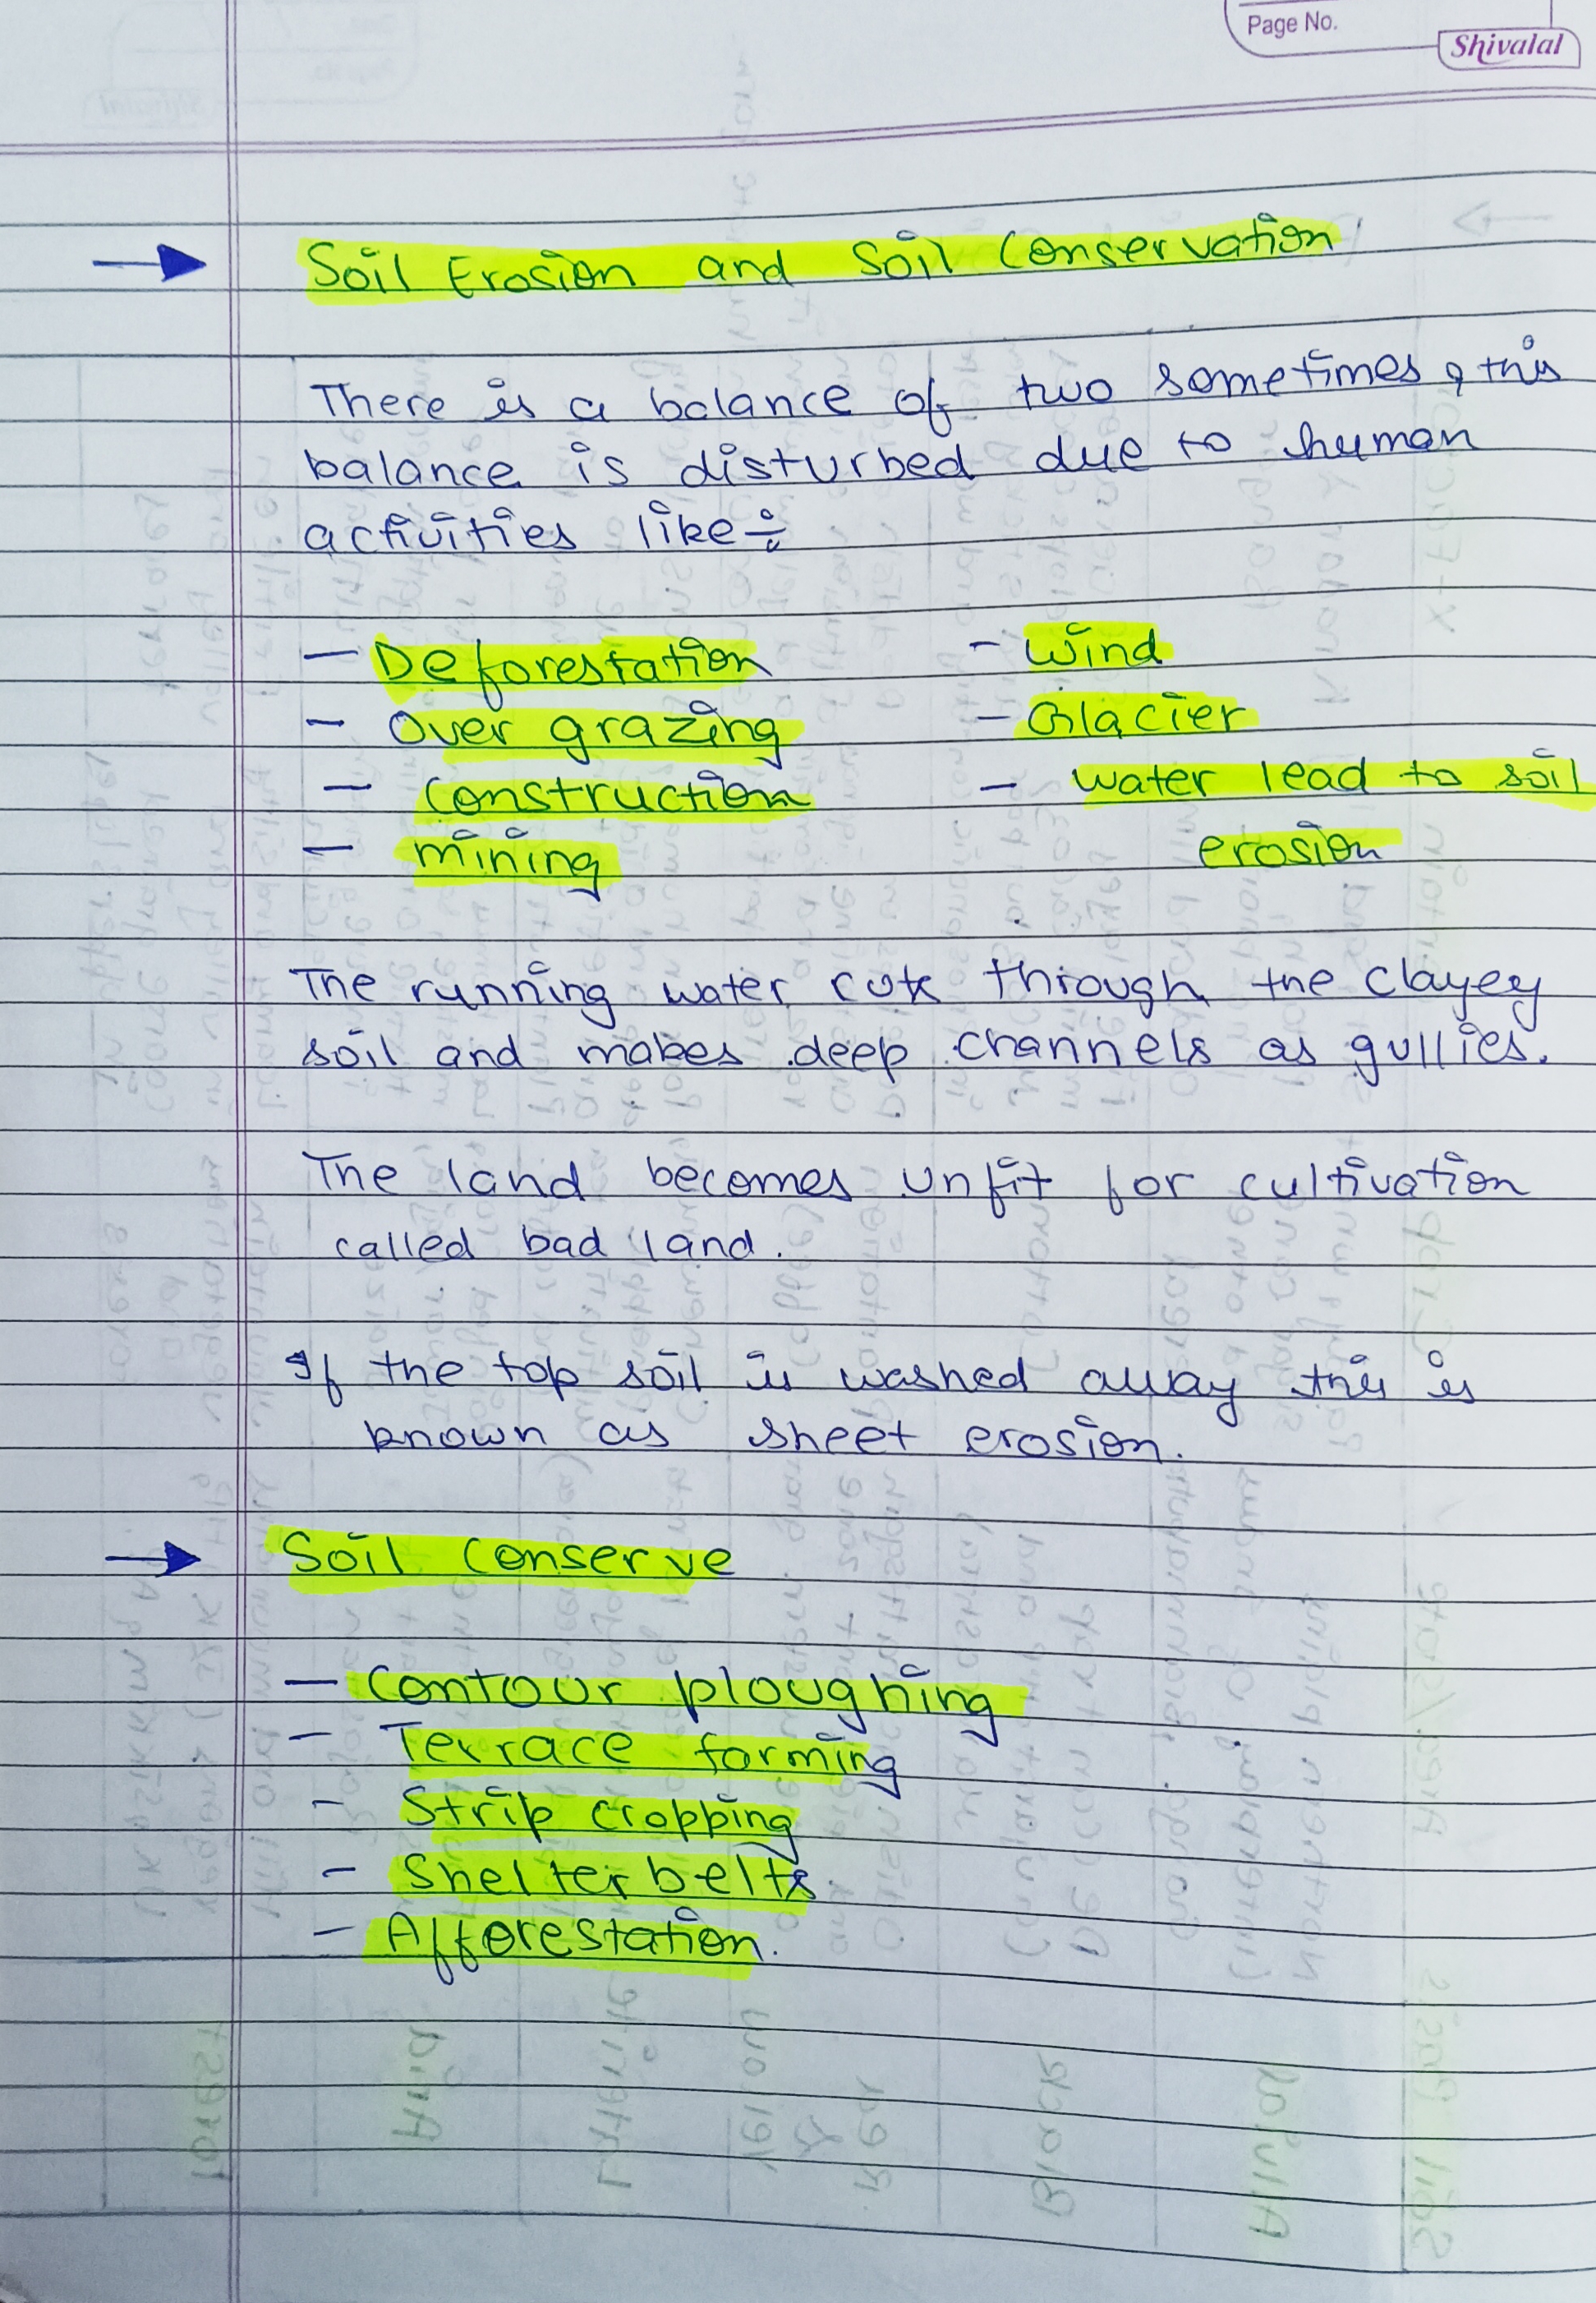 Page No.
Shivalal
Soil Erosion and Soil Conservation
There is a balance of two sometimes, this
balance is disturbed due to human
activities like÷
— Deforestation - Wind
- Over grazing - Glacier
- Construction - water lead to soil
- mining erosion
The running water cuts through the clayey
soil and makes deep channels as gullies.
The land becomes unfit for cultivation
called bad land.
If the top soil is washed away this is
known as sheet erosion.
Soil Conserve
- Contour ploughing
- Terrace farming
- Strip cropping
- Shelter belts.
- Afforestation.